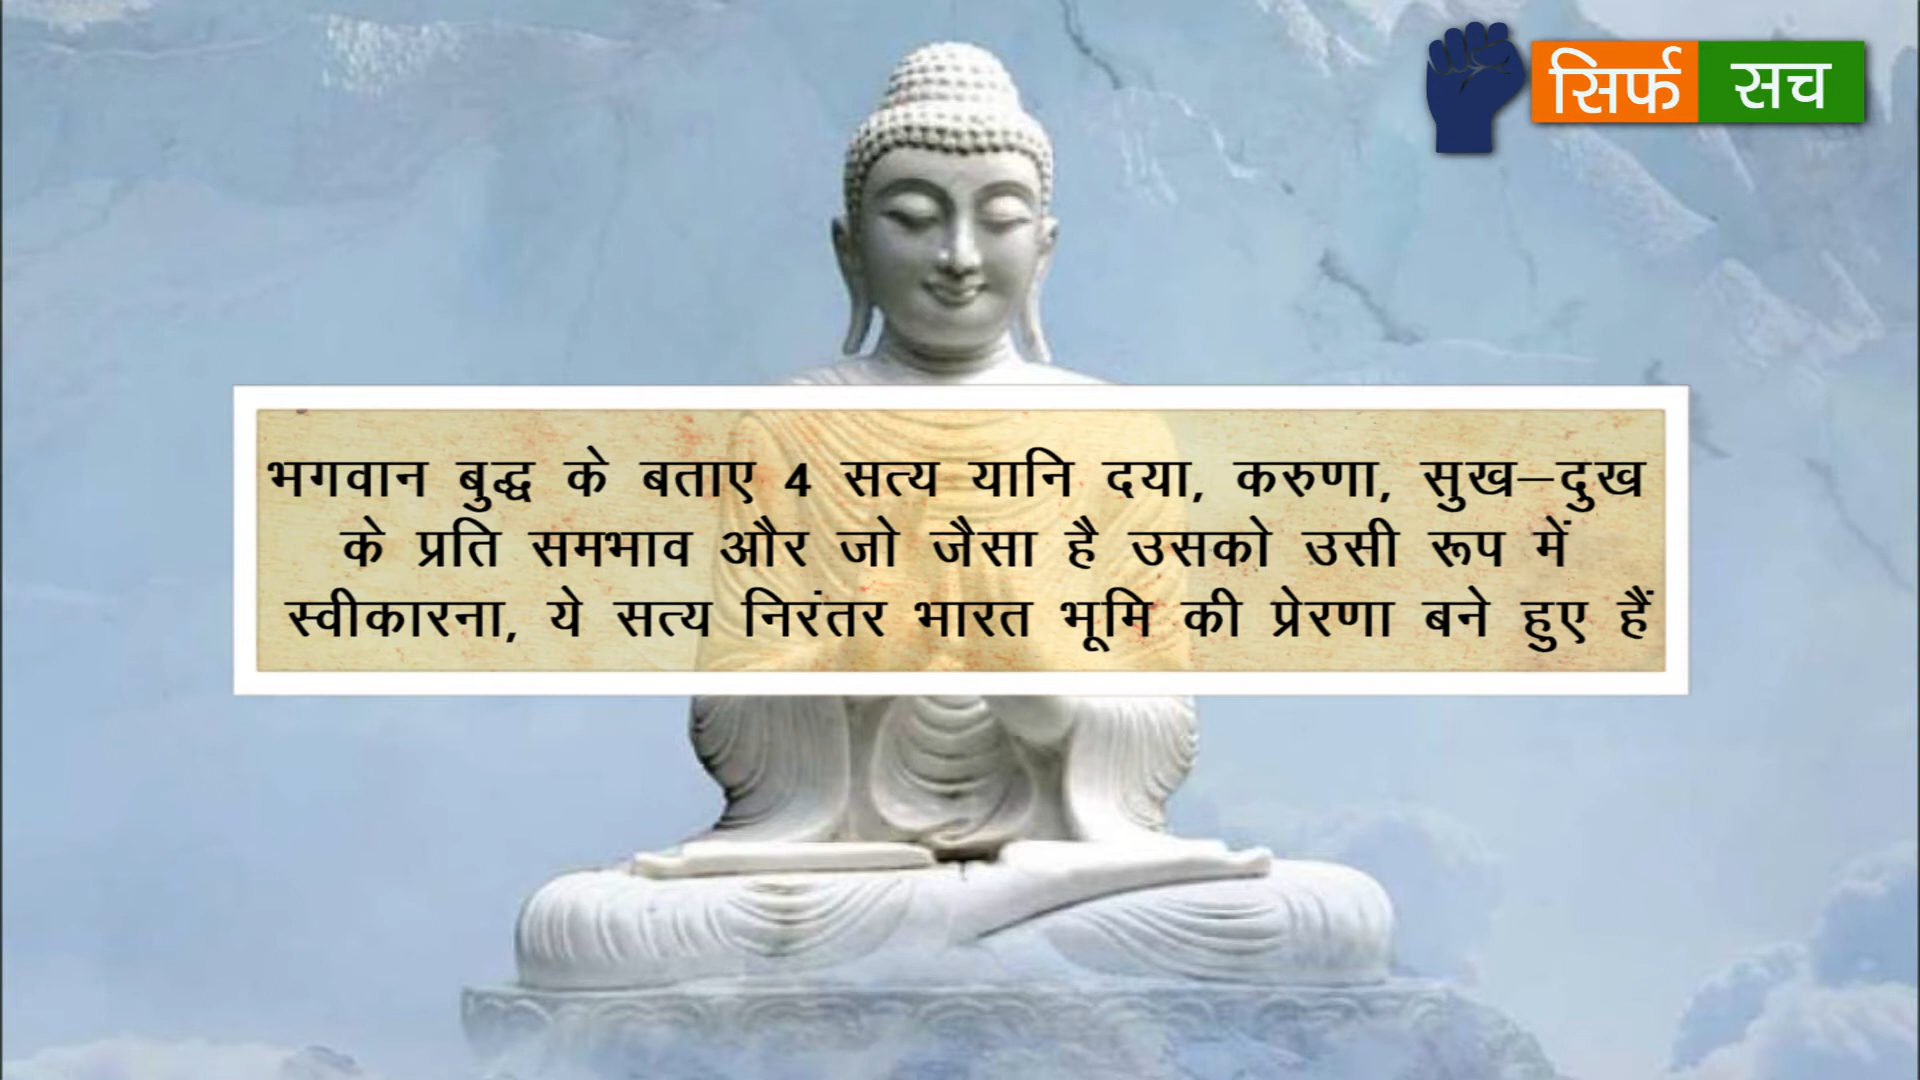 सिर्फ सच
भगवान बुद्ध के बताए 4 सत्य यानि दया, करुणा, सुख–दुख
के प्रति समभाव और जो जैसा है उसको उसी रूप में
स्वीकारना, ये सत्य निरंतर भारत भूमि की प्रेरणा बने हुए हैं